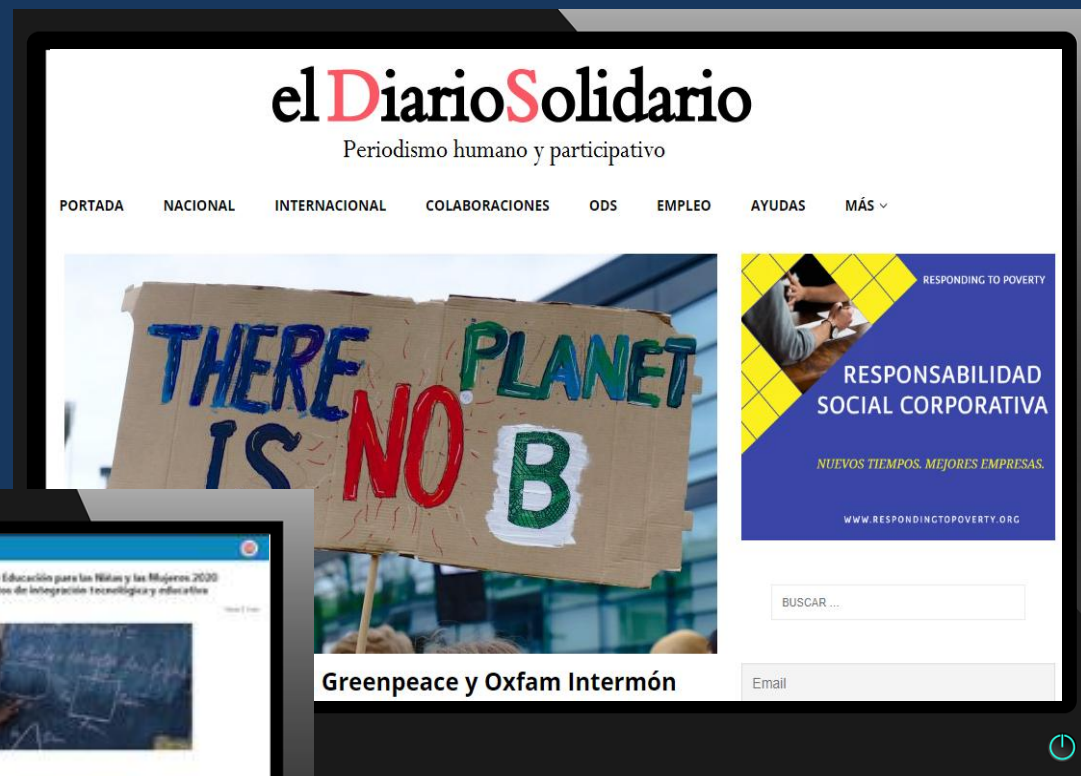 el DiarioSolidario
Periodismo humano y participativo
PORTADA NACIONAL INTERNACIONAL COLABORACIONES ODS EMPLEO AYUDAS MÁS
THERE IS NO PLANET B
RESPONDING TO POVERTY
RESPONSABILIDAD
SOCIAL CORPORATIVA
NUEVOS TIEMPOS. MEJORES EMPRESAS.
WWW.RESPONDINGTOPOVERTY.ORG
BUSCAR ...
Greenpeace y Oxfam Intermón
Email
Educación para las Niñas y las Mujeres 2020
de integración tecnológica y educativa